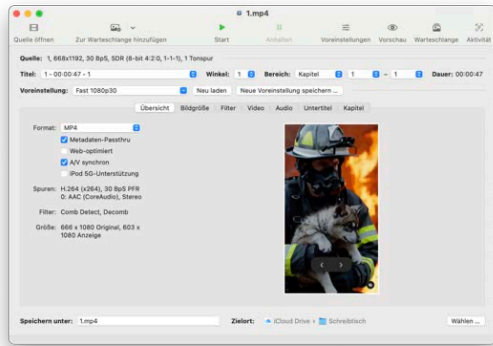 1.mp4
Quelle öffnen Zur Warteschlange hinzufügen Start Anhalten Voreinstellungen Vorschau Warteschlange Aktivität
Quelle: 1, 668x1192, 30 BpS, SDR (8-bit 4:2:0, 1-1-1), 1 Tonspur
Titel: 1 - 00:00:47 - 1 Winkel: 1 Bereich: Kapitel 1 - 1 Dauer: 00:00:47
Voreinstellung: Fast 1080p30 Neu laden Neue Voreinstellung speichern ...
Übersicht Bildgröße Filter Video Audio Untertitel Kapitel
Format: MP4
Metadaten-Passthru
Web-optimiert
A/V synchron
iPod 5G-Unterstützung
Spuren: H.264 (x264), 30 BpS PFR
0: AAC (CoreAudio), Stereo
Filter: Comb Detect, Decomb
Größe: 666 x 1080 Original, 603 x
1080 Anzeige
Speichern unter: 1.mp4 Zielort: iCloud Drive › Schreibtisch Wählen ...